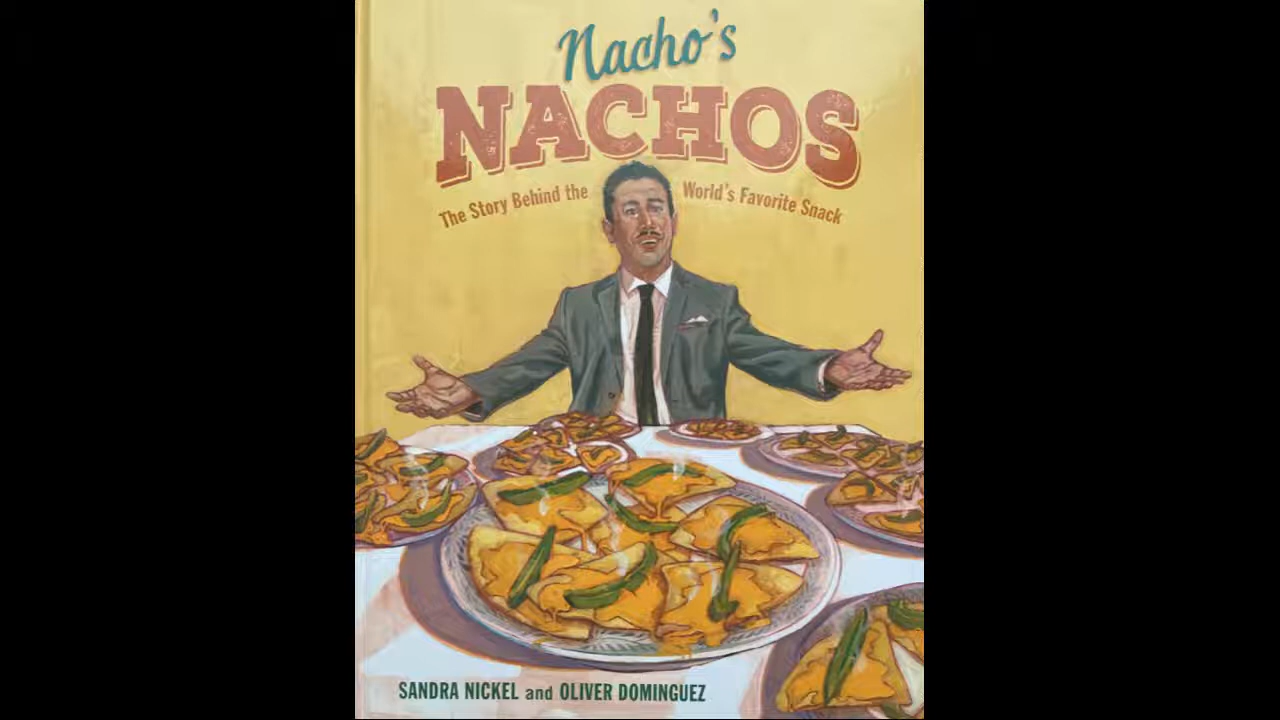 Nacho's
NACHOS
The Story Behind the World's Favorite Snack
SANDRA NICKEL and OLIVER DOMINGUEZ